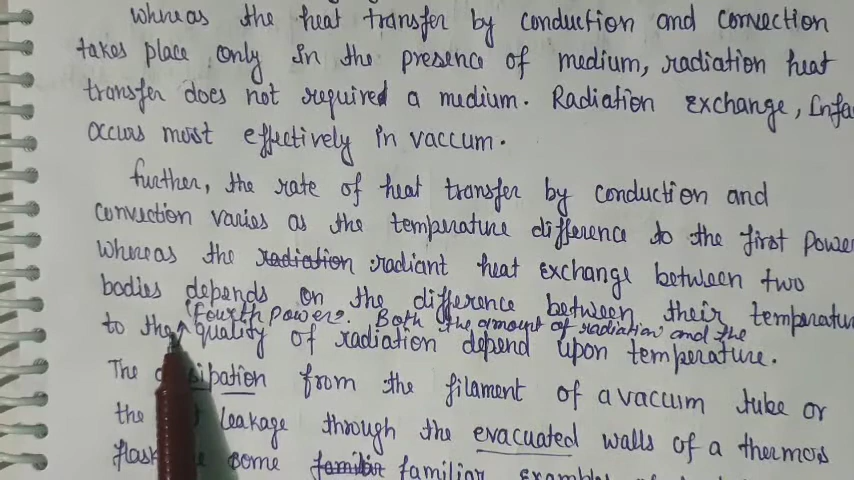 whereas the heat transfer by conduction and convection
takes place only in the presence of medium, radiation heat
transfer does not required a medium. Radiation exchange, Infa
occurs most effectively in vaccum.
further, the rate of heat transfer by conduction and
convection varies as the temperature difference to the first power
whereas the radiation radiant heat exchange between two
bodies depends on the difference between their temperature
fourth power. Both the amount of radiation and the
to the quality of radiation depend upon temperature.
The from the filament of a vaccum tube or
the leakage through the evacuated walls of a thermos
flask some familiar familiar examples of